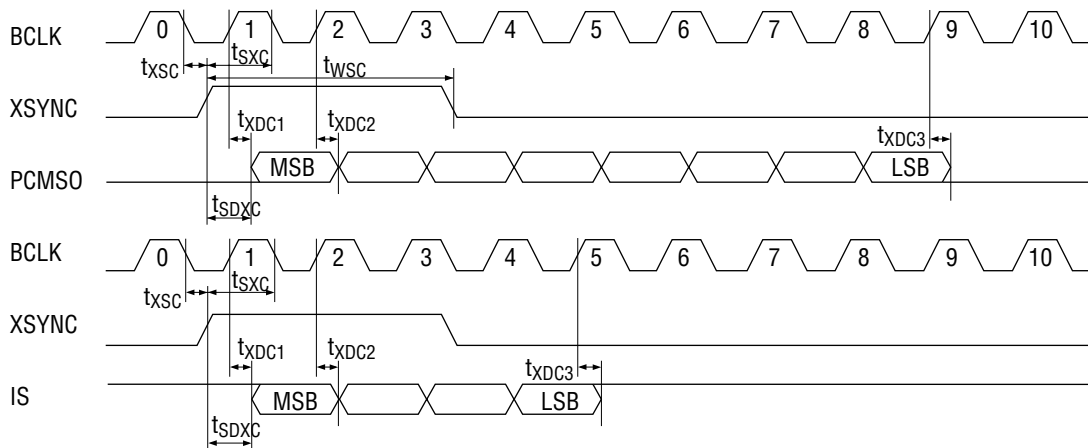 BCLK 0 1 2 3 4 5 6 7 8 9 10
tXSC tSXC
tWSC
XSYNC
tXDC1 tXDC2 tXDC3
PCMSO MSB LSB
tSDXC
BCLK 0 1 2 3 4 5 6 7 8 9 10
tXSC tSXC
XSYNC
tXDC1 tXDC2 tXDC3
IS MSB LSB
tSDXC